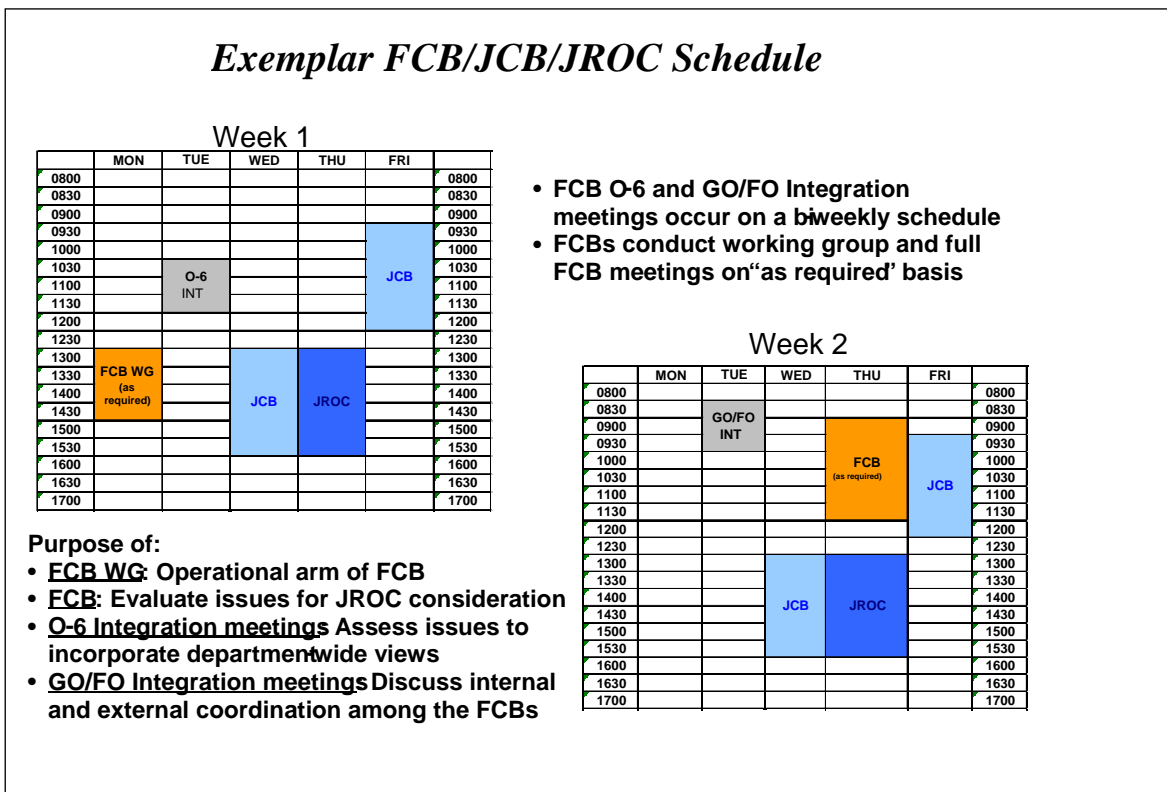 Exemplar FCB/JCB/JROC Schedule
Week 1
MON TUE WED THU FRI
0800 0800
0830 0830
0900 0900
0930 0930
1000 1000
1030 O-6 JCB 1030
1100 INT 1100
1130 1130
1200 1200
1230 1230
1300 1300
1330 FCB WG 1330
1400 (as required) JCB JROC 1400
1430 1430
1500 1500
1530 1530
1600 1600
1630 1630
1700 1700
• FCB O-6 and GO/FO Integration
meetings occur on a bi-weekly schedule
• FCBs conduct working group and full
FCB meetings on “as required’ basis
Week 2
MON TUE WED THU FRI
0800 0800
0830 GO/FO 0830
0900 INT 0900
0930 0930
1000 FCB 1000
1030 (as required) JCB 1030
1100 1100
1130 1130
1200 1200
1230 1230
1300 1300
1330 1330
1400 JCB JROC 1400
1430 1430
1500 1500
1530 1530
1600 1600
1630 1630
1700 1700
Purpose of:
• FCB WG: Operational arm of FCB
• FCB: Evaluate issues for JROC consideration
• O-6 Integration meetings: Assess issues to
incorporate department-wide views
• GO/FO Integration meetings: Discuss internal
and external coordination among the FCBs